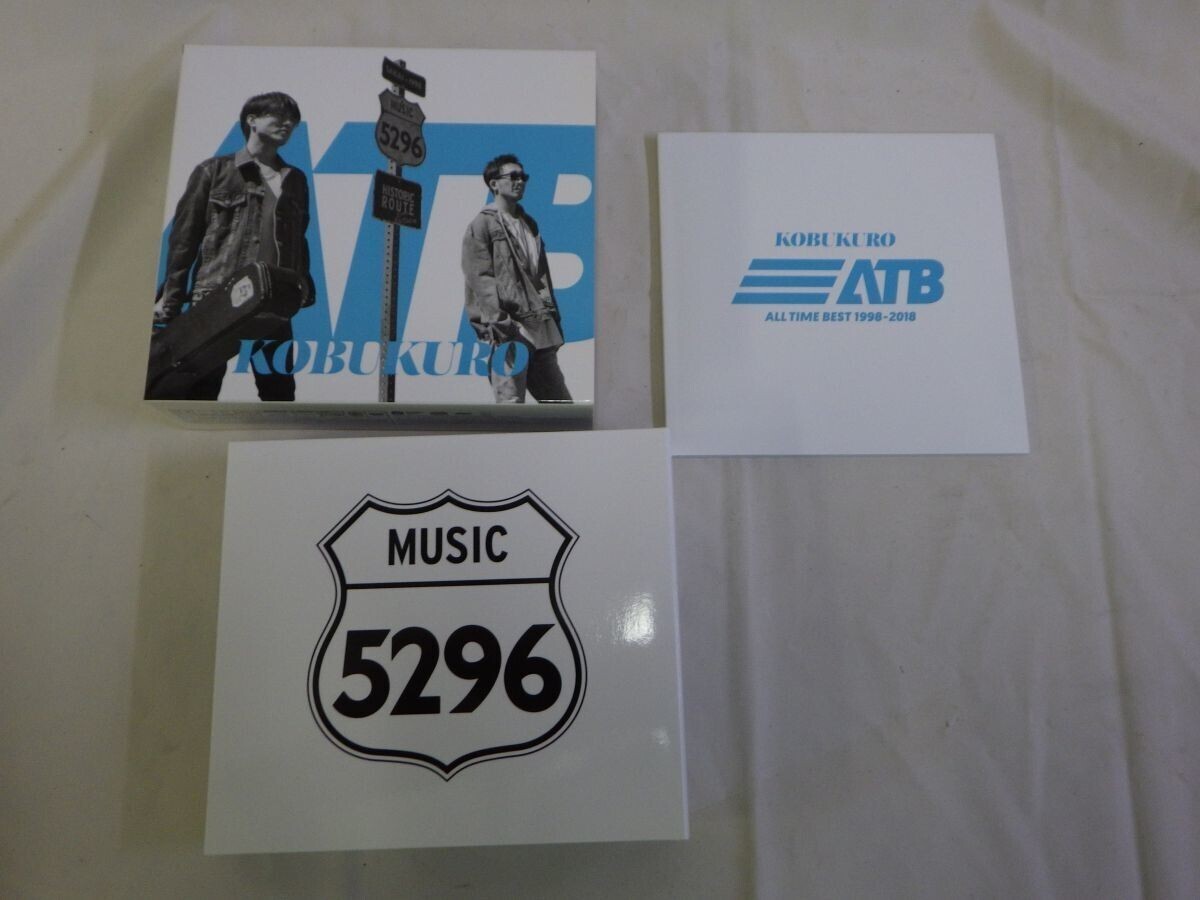 ATB
MUSIC
5296
HISTORIC
ROUTE
KOBUKURO
KOBUKURO
ATB
ALL TIME BEST 1998-2018
MUSIC
5296